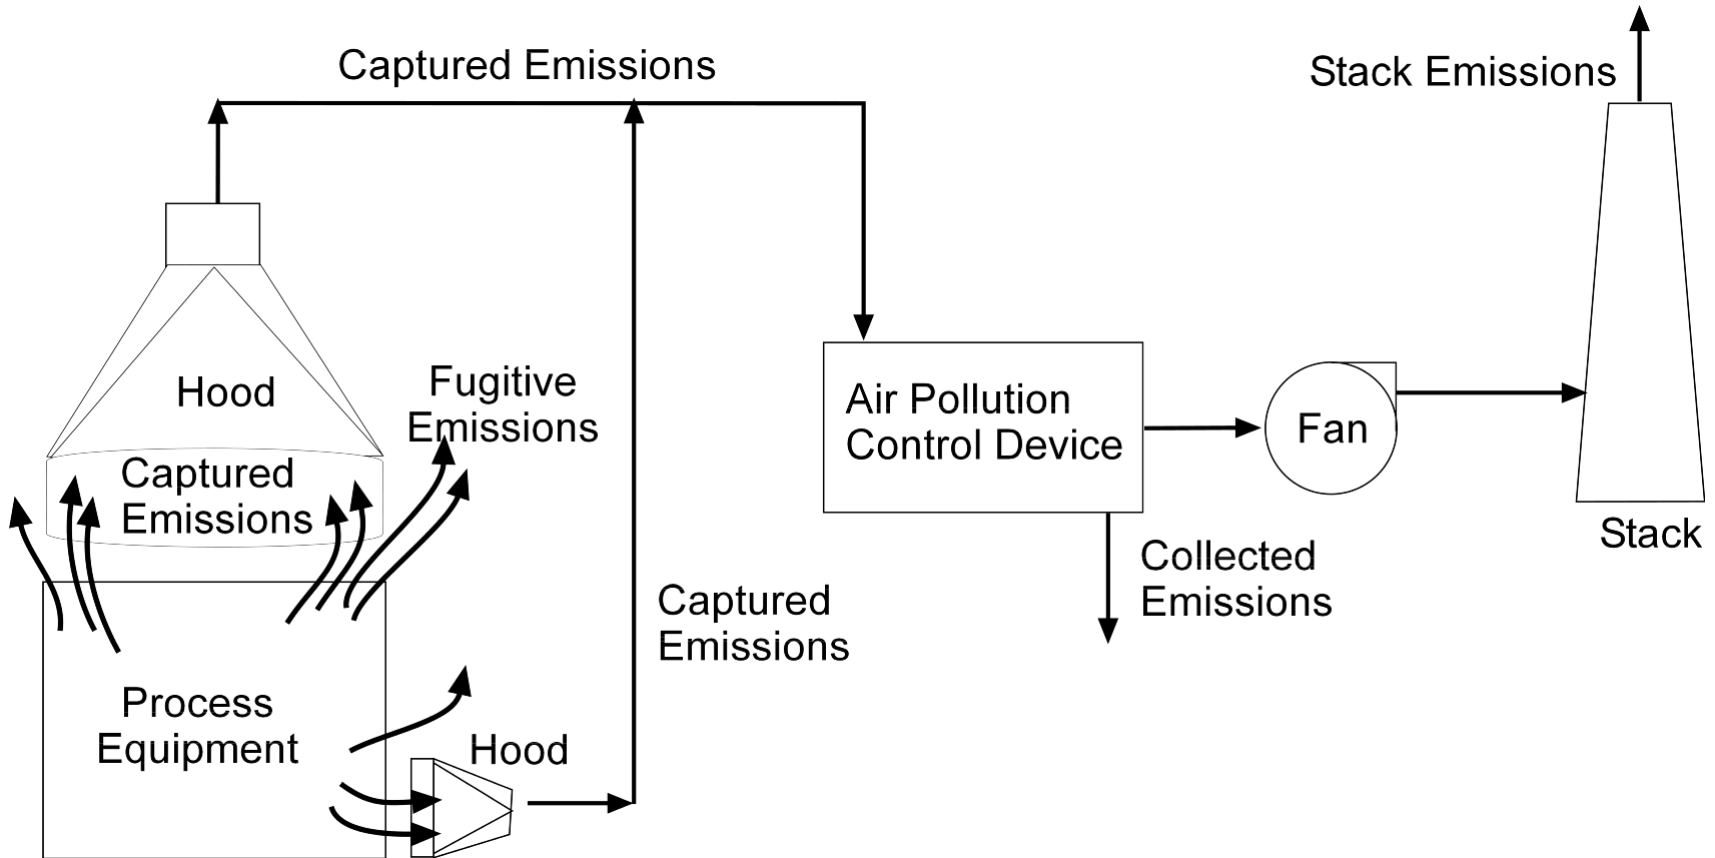 Captured Emissions
Stack Emissions
Hood
Fugitive
Emissions
Captured
Emissions
Air Pollution
Control Device
Fan
Stack
Collected
Emissions
Captured
Emissions
Process
Equipment
Hood